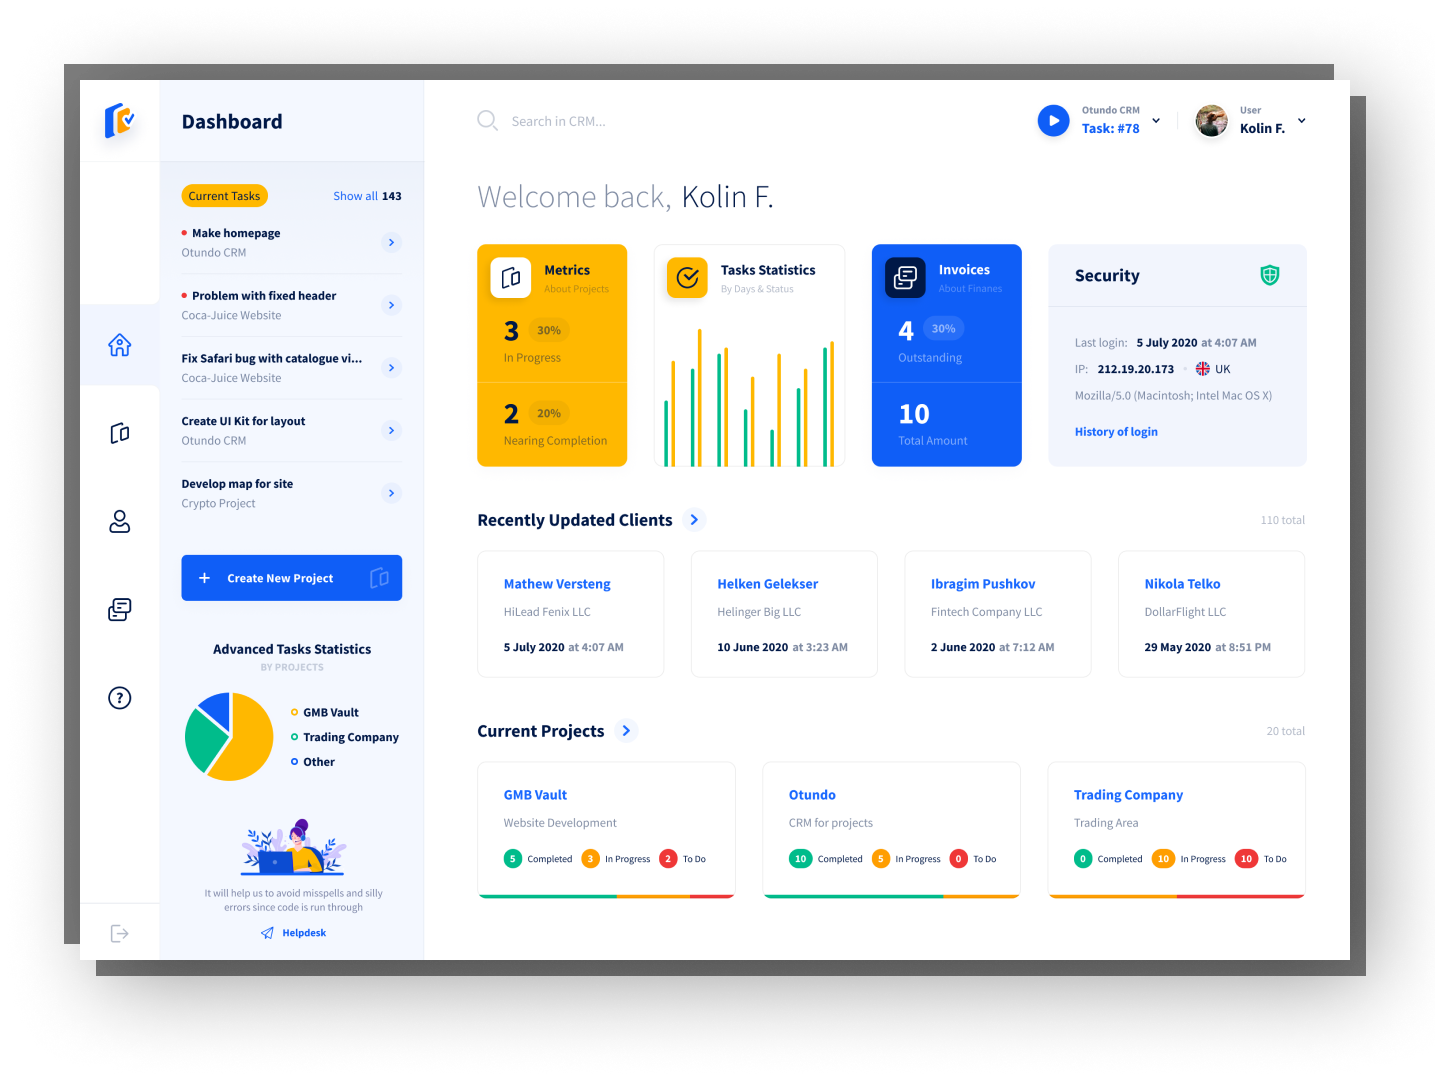 Dashboard
Search in CRM...
Otundo CRM
Task: #78
User
Kolin F.
Current Tasks
Show all 143
Make homepage
Otundo CRM
Problem with fixed header
Coca-Juice Website
Fix Safari bug with catalogue vi...
Coca-Juice Website
Create UI Kit for layout
Otundo CRM
Develop map for site
Crypto Project
+ Create New Project
Advanced Tasks Statistics
BY PROJECTS
GMB Vault
Trading Company
Other
It will help us to avoid misspells and silly
errors since code is run through
Helpdesk
?
Welcome back, Kolin F.
Metrics
About Projects
3 30%
In Progress
2 20%
Nearing Completion
Tasks Statistics
By Days & Status
Invoices
About Finanes
4 30%
Outstanding
10
Total Amount
Security
Last login: 5 July 2020 at 4:07 AM
IP: 212.19.20.173 • UK
Mozilla/5.0 (Macintosh; Intel Mac OS X)
History of login
Recently Updated Clients
110 total
Mathew Versteng
HiLead Fenix LLC
5 July 2020 at 4:07 AM
Helken Gelekser
Helinger Big LLC
10 June 2020 at 3:23 AM
Ibragim Pushkov
Fintech Company LLC
2 June 2020 at 7:12 AM
Nikola Telko
DollarFlight LLC
29 May 2020 at 8:51 PM
Current Projects
20 total
GMB Vault
Website Development
5 Completed 3 In Progress 2 To Do
Otundo
CRM for projects
10 Completed 5 In Progress 0 To Do
Trading Company
Trading Area
0 Completed 10 In Progress 10 To Do